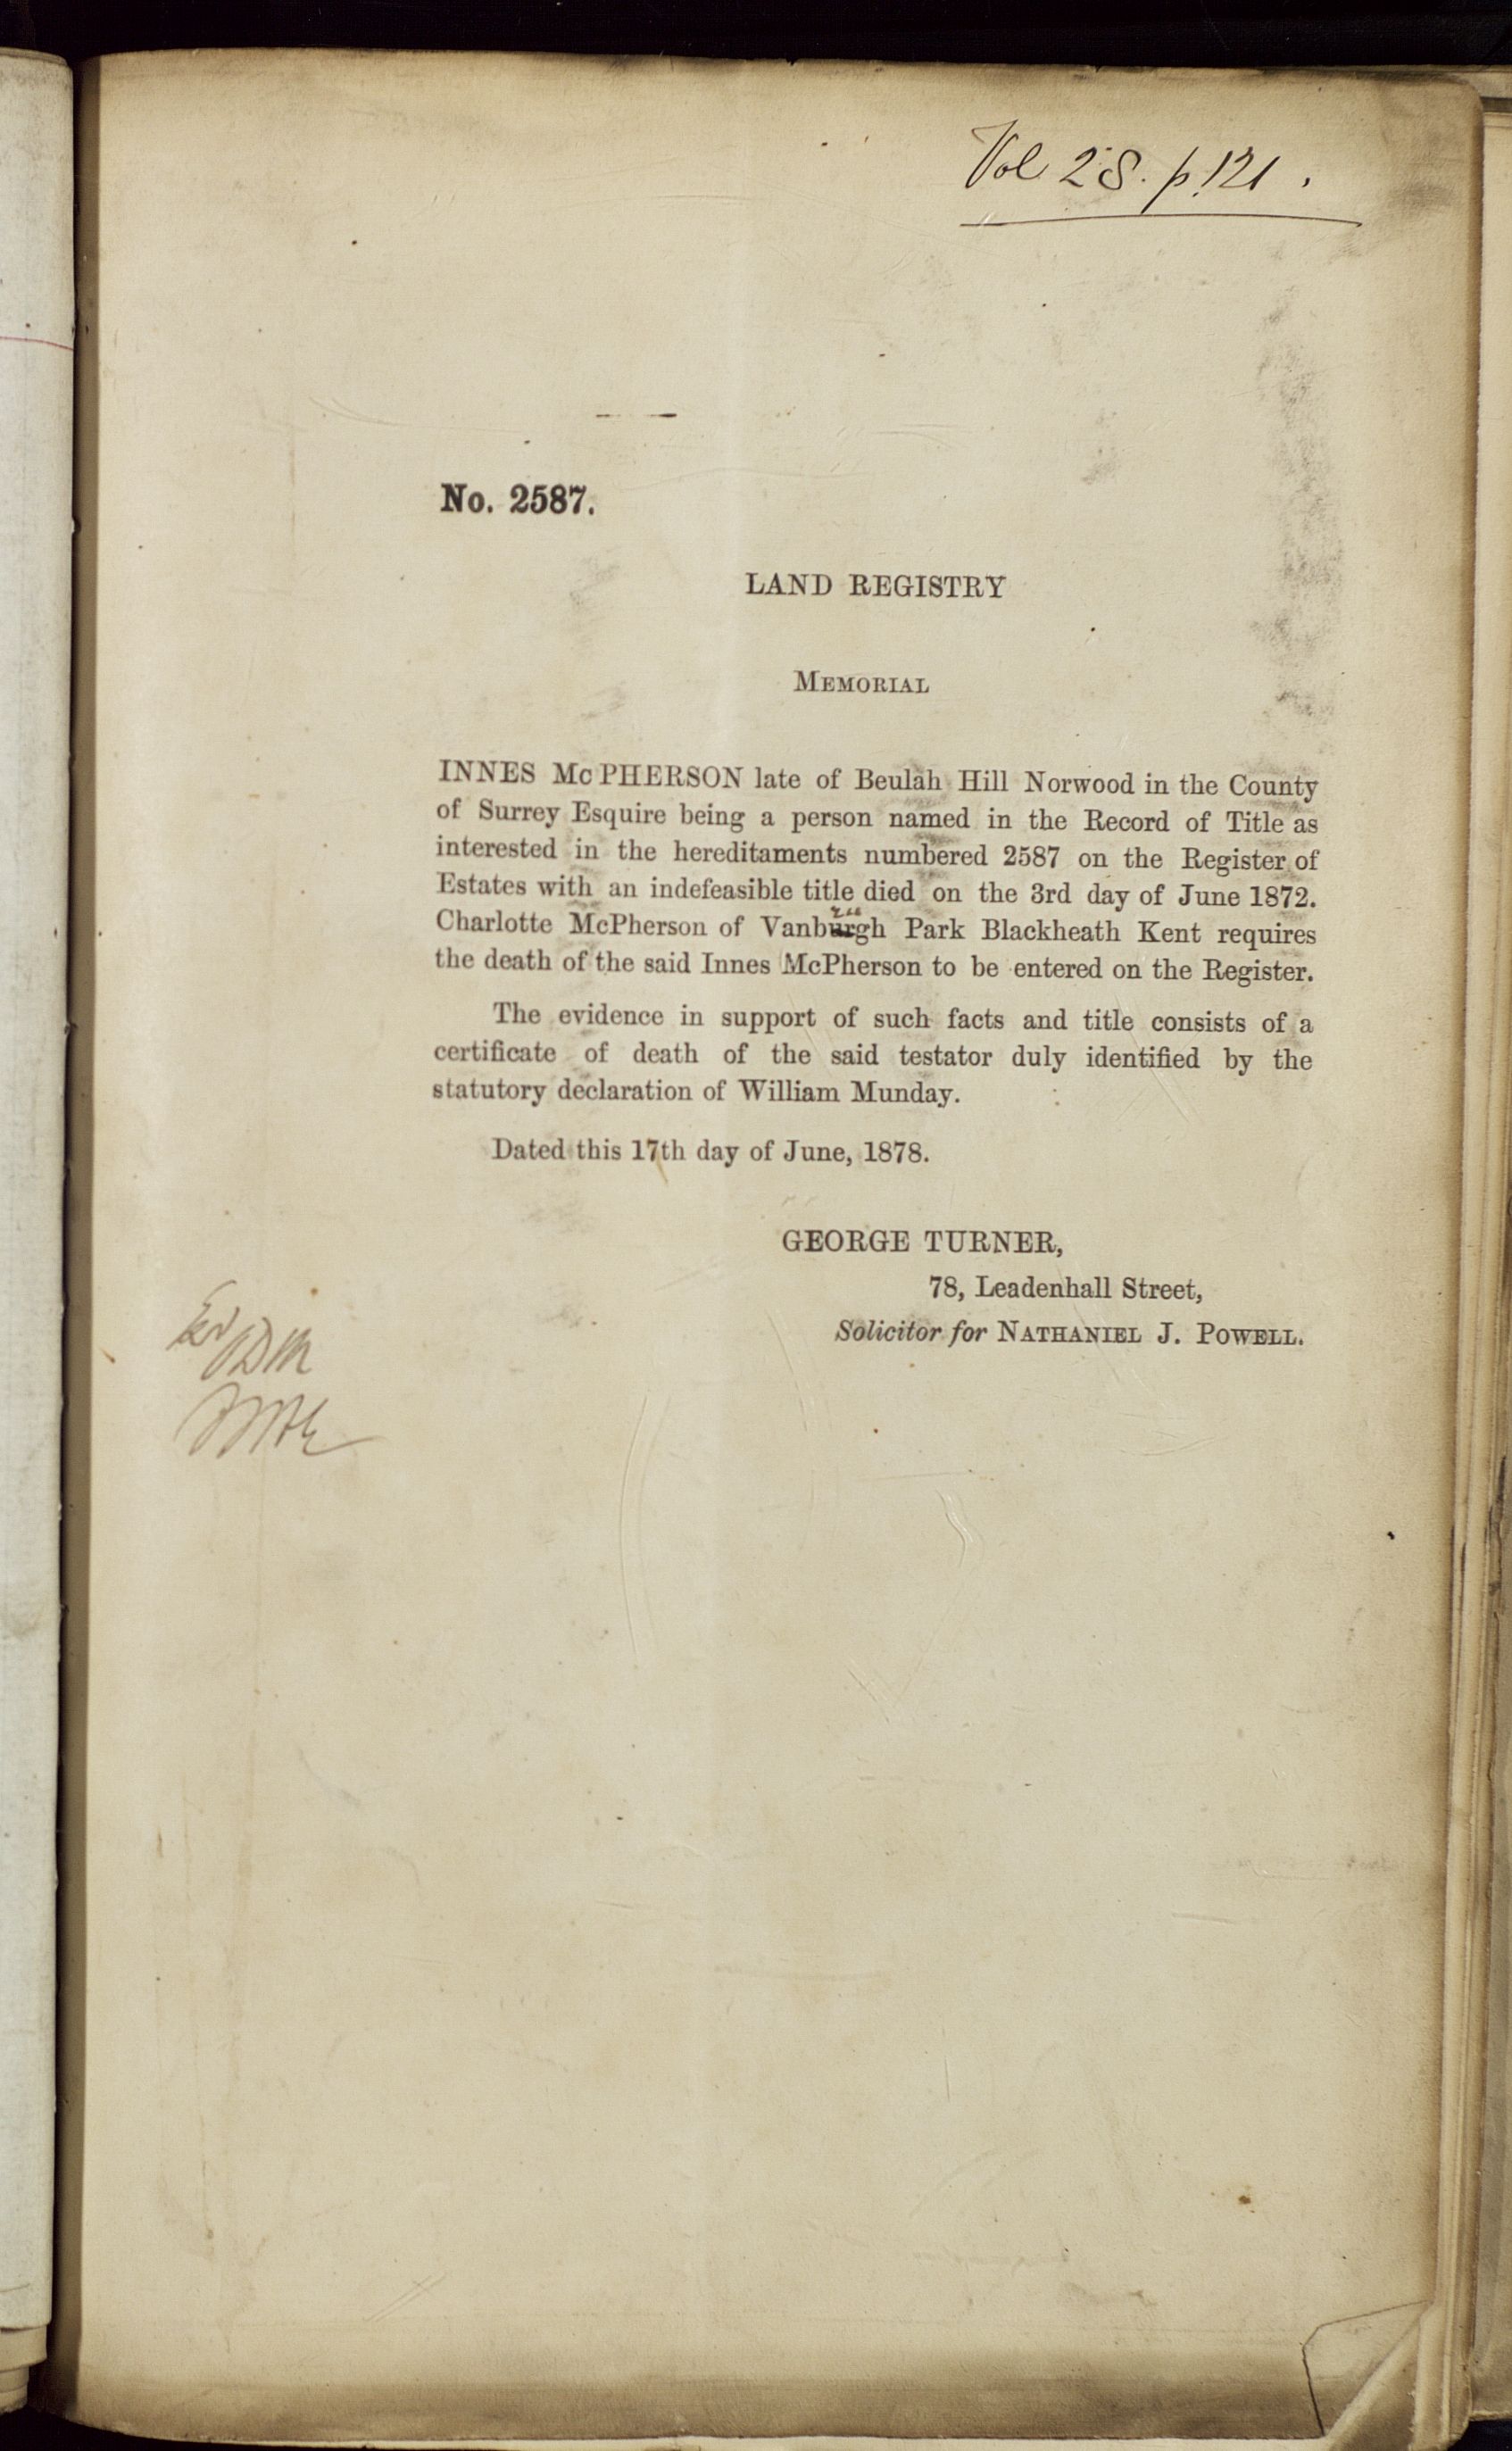 Vol 28. p 121.
No. 2587.
LAND REGISTRY
MEMORIAL
INNES McPHERSON late of Beulah Hill Norwood in the County
of Surrey Esquire being a person named in the Record of Title as
interested in the hereditaments numbered 2587 on the Register of
Estates with an indefeasible title died on the 3rd day of June 1872.
ru
Charlotte McPherson of Vanburgh Park Blackheath Kent requires
the death of the said Innes McPherson to be entered on the Register.
The evidence in support of such facts and title consists of a
certificate of death of the said testator duly identified by the
statutory declaration of William Munday.
Dated this 17th day of June, 1878.
GEORGE TURNER,
78, Leadenhall Street,
Solicitor for NATHANIEL J. POWELL.